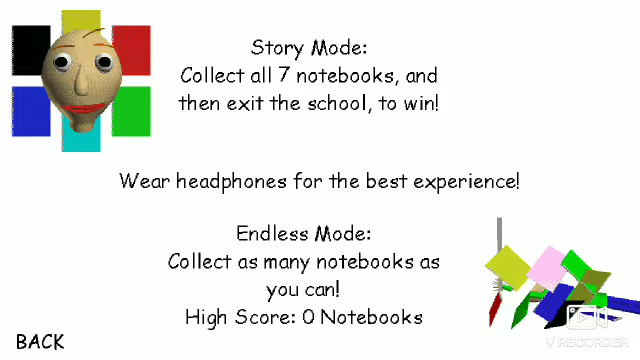 Story Mode:
Collect all 7 notebooks, and
then exit the school, to win!
Wear headphones for the best experience!
Endless Mode:
Collect as many notebooks as
you can!
High Score: 0 Notebooks
BACK
V RECORDER